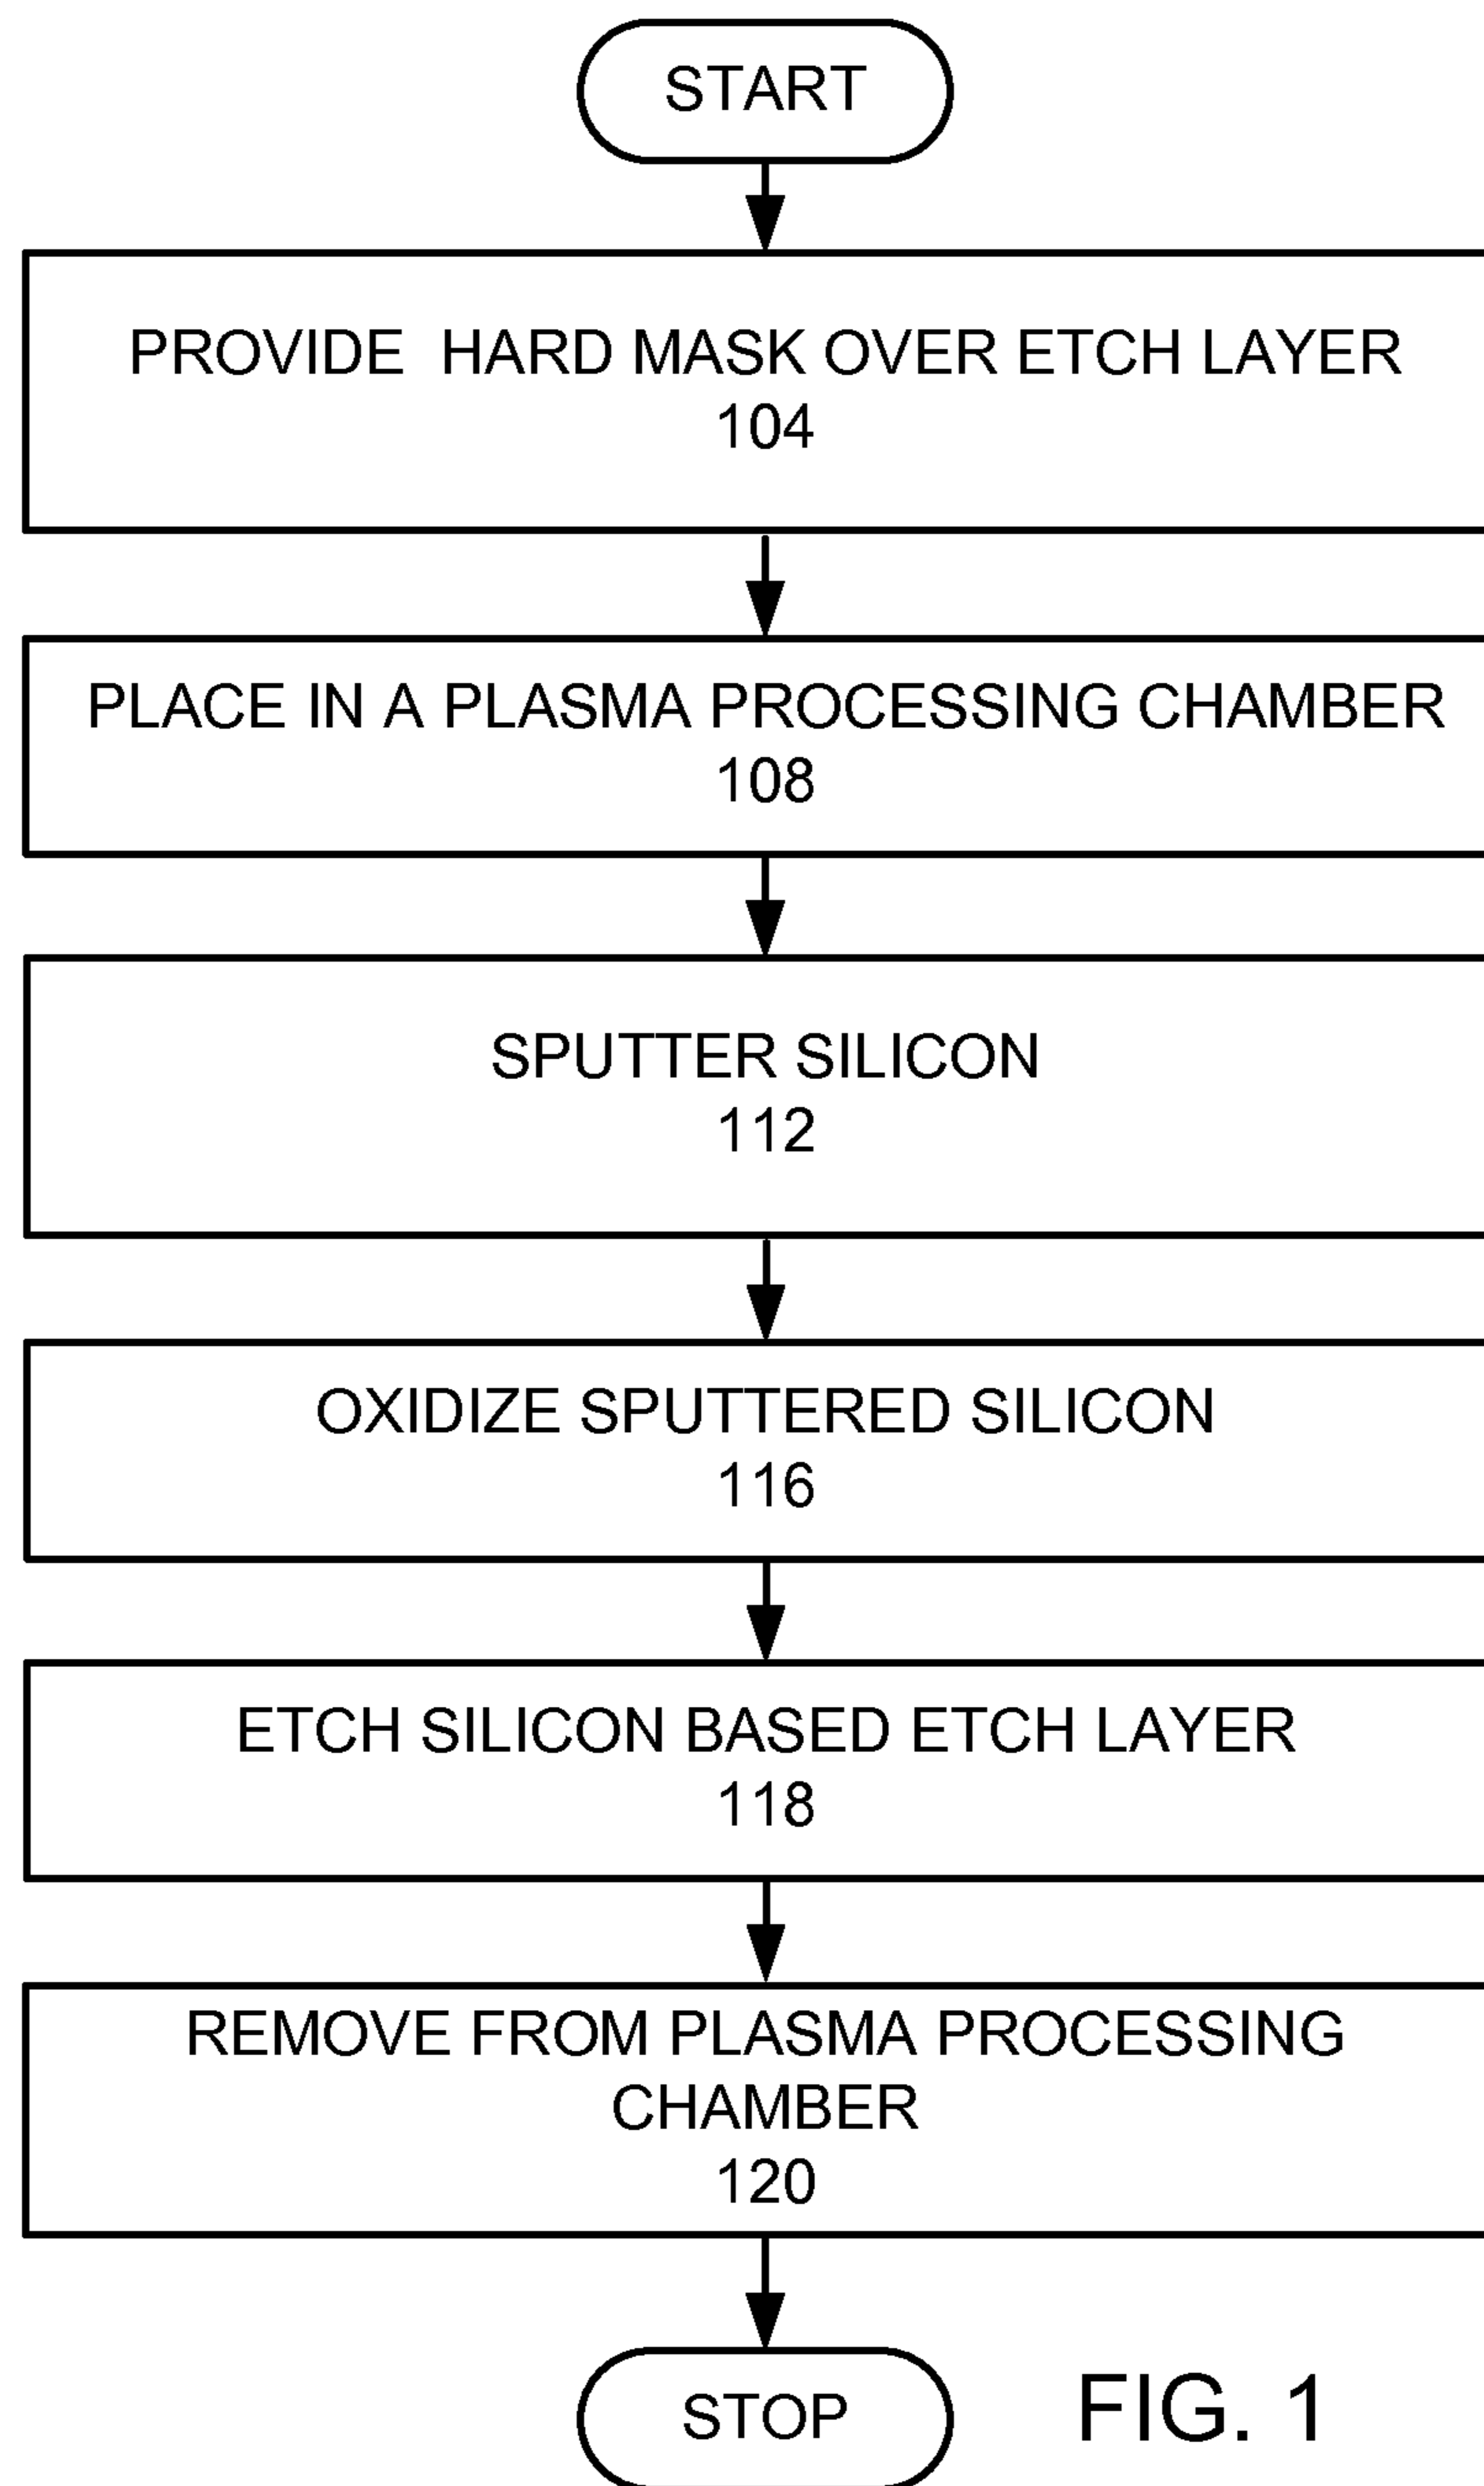 START
PROVIDE HARD MASK OVER ETCH LAYER
104
PLACE IN A PLASMA PROCESSING CHAMBER
108
SPUTTER SILICON
112
OXIDIZE SPUTTERED SILICON
116
ETCH SILICON BASED ETCH LAYER
118
REMOVE FROM PLASMA PROCESSING
CHAMBER
120
STOP
FIG. 1